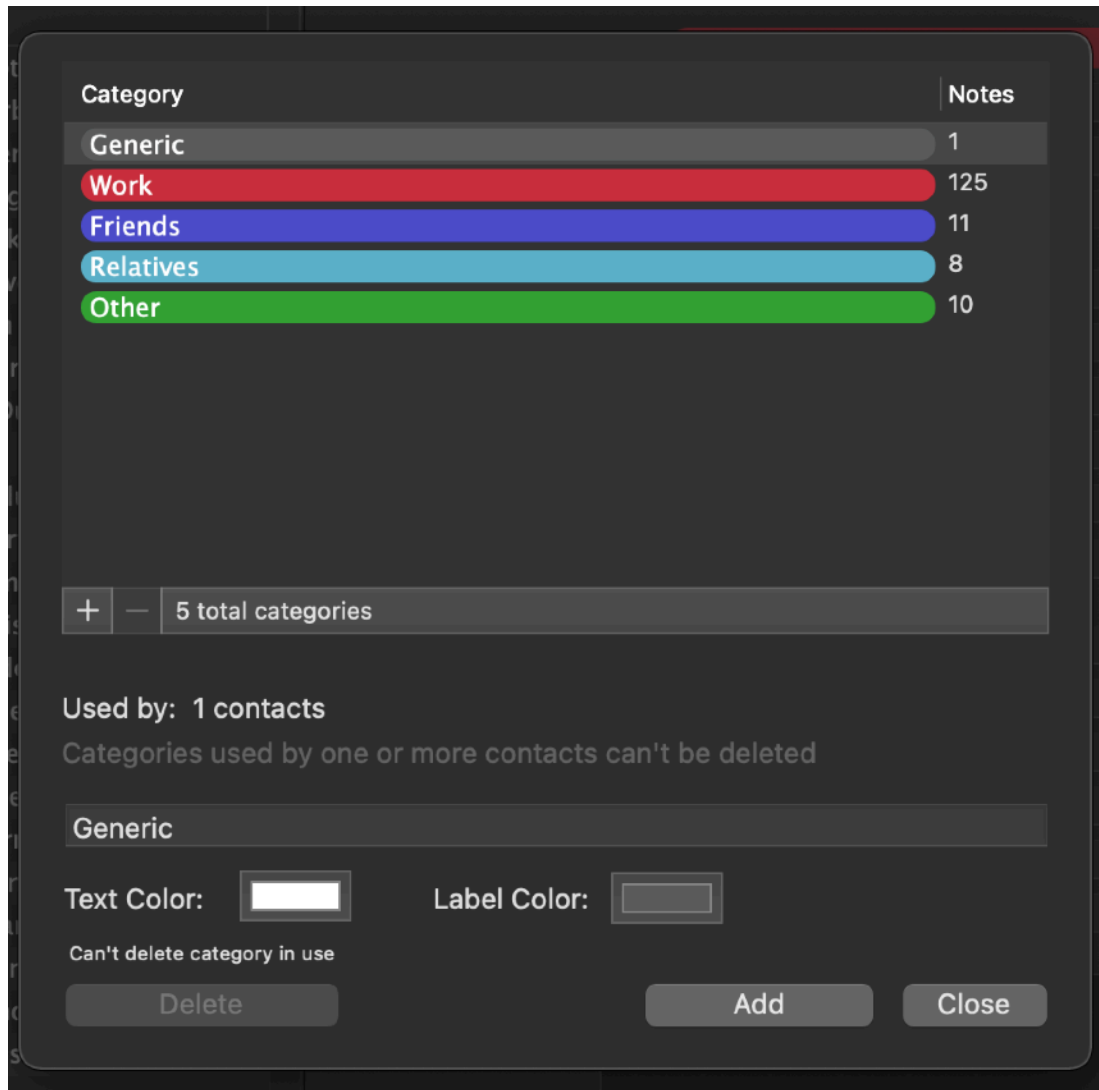 Category Notes
Generic 1
Work 125
Friends 11
Relatives 8
Other 10
+ − 5 total categories
Used by: 1 contacts
Categories used by one or more contacts can't be deleted
Generic
Text Color: Label Color:
Can't delete category in use
Delete Add Close